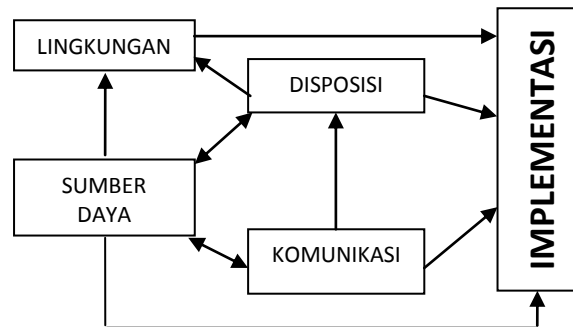 LINGKUNGAN
DISPOSISI
SUMBER
DAYA
KOMUNIKASI
IMPLEMENTASI